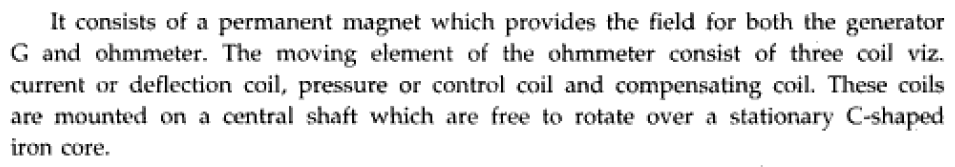 It consists of a permanent magnet which provides the field for both the generator
G and ohmmeter. The moving element of the ohmmeter consist of three coil viz.
current or deflection coil, pressure or control coil and compensating coil. These coils
are mounted on a central shaft which are free to rotate over a stationary C-shaped
iron core.